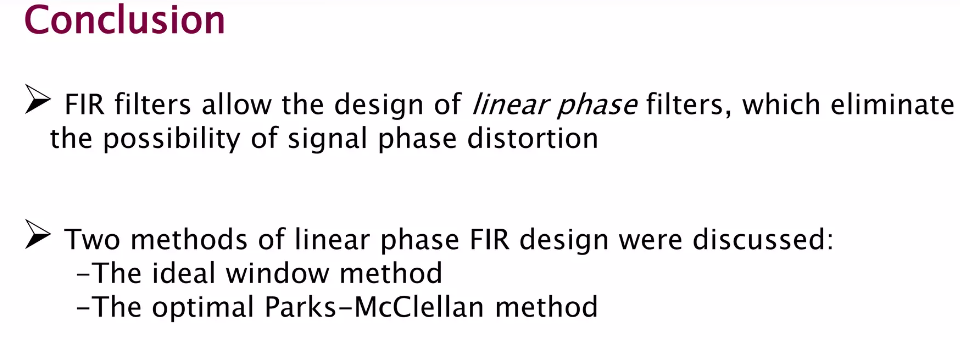 Conclusion
➢ FIR filters allow the design of linear phase filters, which eliminate
the possibility of signal phase distortion
➢ Two methods of linear phase FIR design were discussed:
–The ideal window method
–The optimal Parks–McClellan method